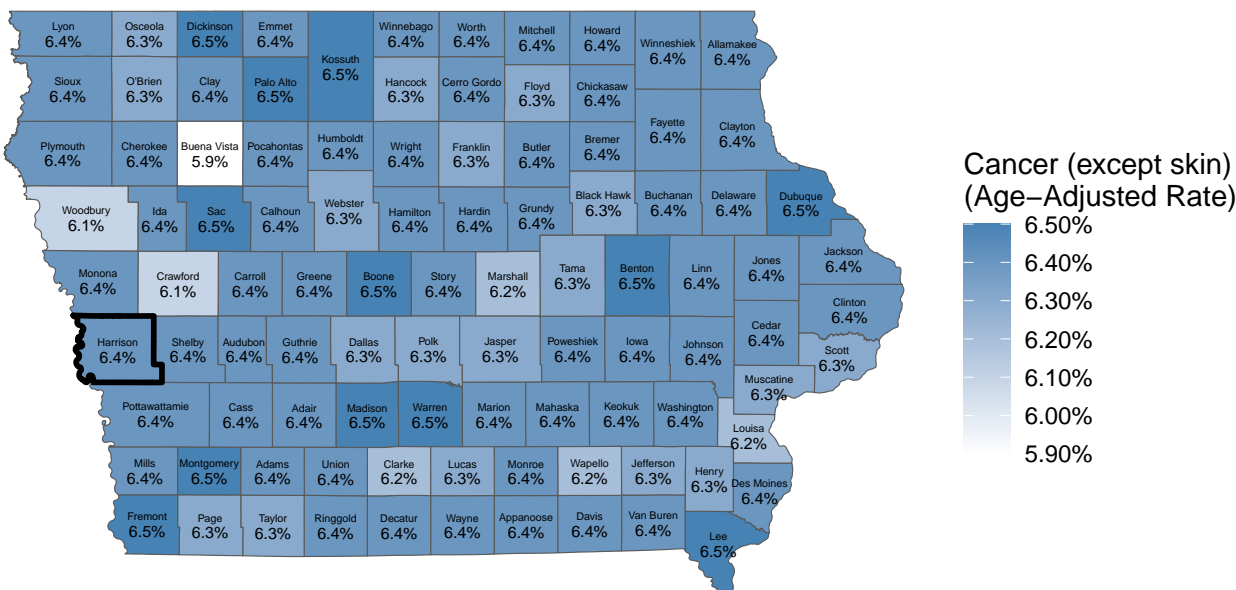 Lyon
6.4%
Osceola
6.3%
Dickinson
6.5%
Emmet
6.4%
Kossuth
6.5%
Winnebago
6.4%
Worth
6.4%
Mitchell
6.4%
Howard
6.4%
Winneshiek
6.4%
Allamakee
6.4%
Sioux
6.4%
O'Brien
6.3%
Clay
6.4%
Palo Alto
6.5%
Hancock
6.3%
Cerro Gordo
6.4%
Floyd
6.3%
Chickasaw
6.4%
Fayette
6.4%
Clayton
6.4%
Plymouth
6.4%
Cherokee
6.4%
Buena Vista
5.9%
Pocahontas
6.4%
Humboldt
6.4%
Wright
6.4%
Franklin
6.3%
Butler
6.4%
Bremer
6.4%
Woodbury
6.1%
Ida
6.4%
Sac
6.5%
Calhoun
6.4%
Webster
6.3%
Hamilton
6.4%
Hardin
6.4%
Grundy
6.4%
Black Hawk
6.3%
Buchanan
6.4%
Delaware
6.4%
Dubuque
6.5%
Monona
6.4%
Crawford
6.1%
Carroll
6.4%
Greene
6.4%
Boone
6.5%
Story
6.4%
Marshall
6.2%
Tama
6.3%
Benton
6.5%
Linn
6.4%
Jones
6.4%
Jackson
6.4%
Clinton
6.4%
Harrison
6.4%
Shelby
6.4%
Audubon
6.4%
Guthrie
6.4%
Dallas
6.3%
Polk
6.3%
Jasper
6.3%
Poweshiek
6.4%
Iowa
6.4%
Johnson
6.4%
Cedar
6.4%
Scott
6.3%
Muscatine
6.3%
Pottawattamie
6.4%
Cass
6.4%
Adair
6.4%
Madison
6.5%
Warren
6.5%
Marion
6.4%
Mahaska
6.4%
Keokuk
6.4%
Washington
6.4%
Louisa
6.2%
Mills
6.4%
Montgomery
6.5%
Adams
6.4%
Union
6.4%
Clarke
6.2%
Lucas
6.3%
Monroe
6.4%
Wapello
6.2%
Jefferson
6.3%
Henry
6.3%
Des Moines
6.4%
Fremont
6.5%
Page
6.3%
Taylor
6.3%
Ringgold
6.4%
Decatur
6.4%
Wayne
6.4%
Appanoose
6.4%
Davis
6.4%
Van Buren
6.4%
Lee
6.5%
Cancer (except skin)
(Age−Adjusted Rate)
6.50%
6.40%
6.30%
6.20%
6.10%
6.00%
5.90%